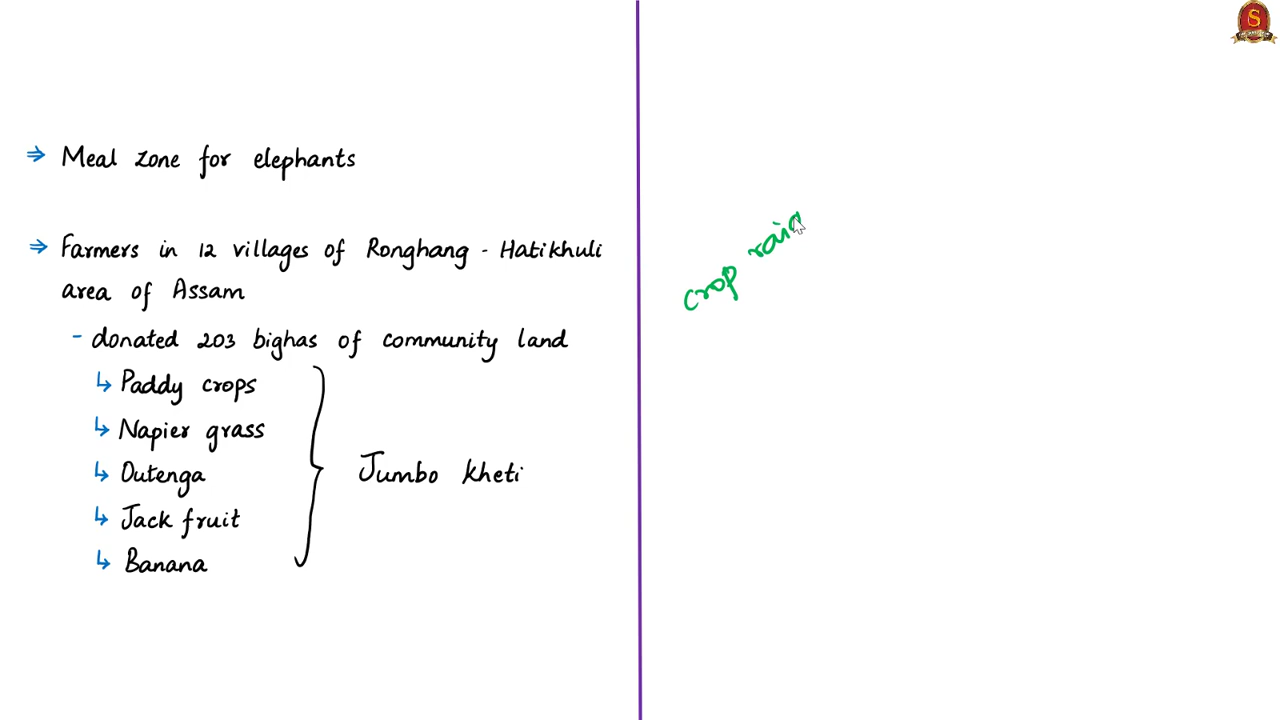 ⇒ Meal zone for elephants
⇒ Farmers in 12 villages of Ronghang - Hatikhuli
area of Assam
- donated 203 bighas of community land
↳ Paddy crops
↳ Napier grass
↳ Outenga
↳ Jack fruit
↳ Banana
Jumbo kheti
crop raid
S